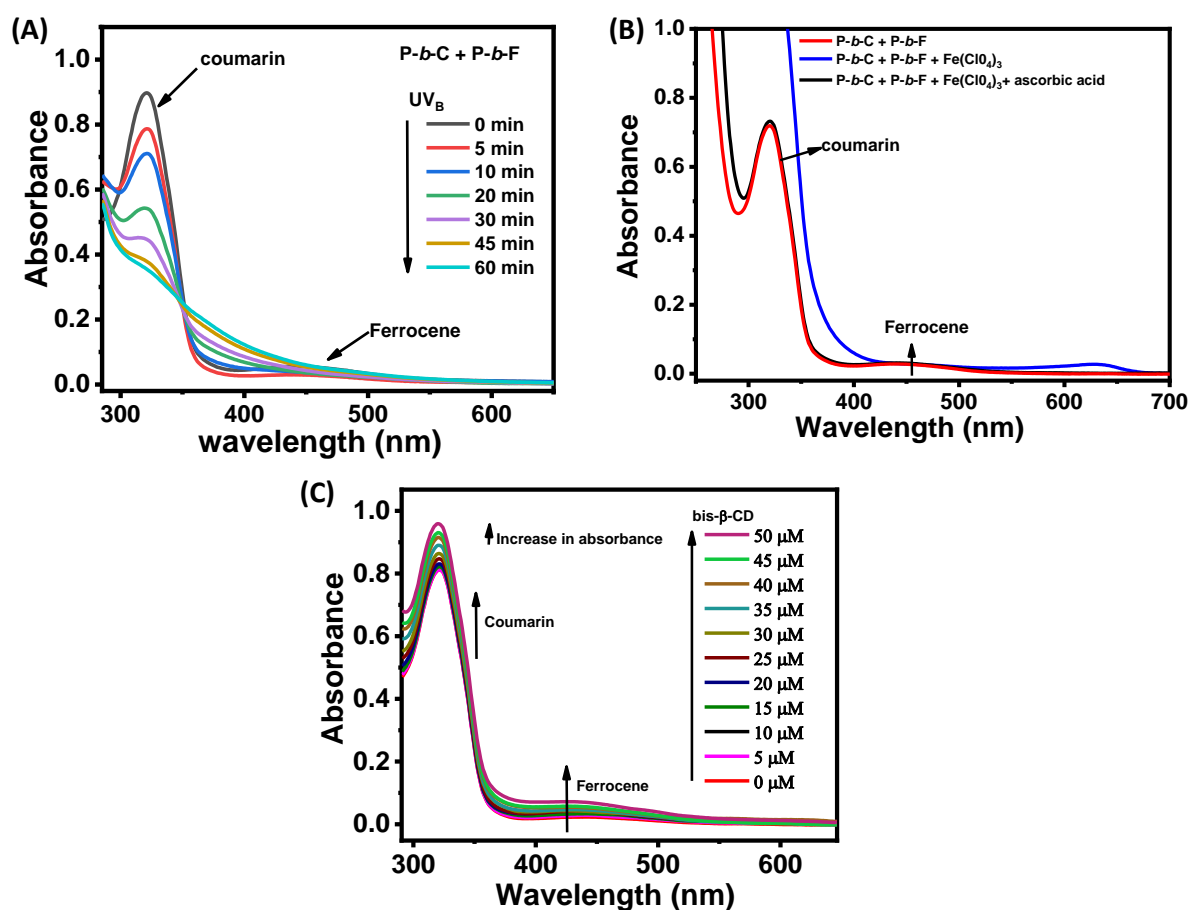 (A)
coumarin
P-b-C + P-b-F
UVB
0 min
5 min
10 min
20 min
30 min
45 min
60 min
Ferrocene
Absorbance
1.0
0.8
0.6
0.4
0.2
0.0
300
400
500
600
wavelength (nm)
(B)
P-b-C + P-b-F
P-b-C + P-b-F + Fe(Cl0₄)₃
P-b-C + P-b-F + Fe(Cl0₄)₃+ ascorbic acid
coumarin
Ferrocene
Absorbance
1.0
0.8
0.6
0.4
0.2
0.0
300
400
500
600
700
Wavelength (nm)
(C)
bis-β-CD
Increase in absorbance
50 μM
45 μM
40 μM
35 μM
30 μM
25 μM
20 μM
15 μM
10 μM
5 μM
0 μM
Coumarin
Ferrocene
Absorbance
1.0
0.8
0.6
0.4
0.2
0.0
300
400
500
600
Wavelength (nm)